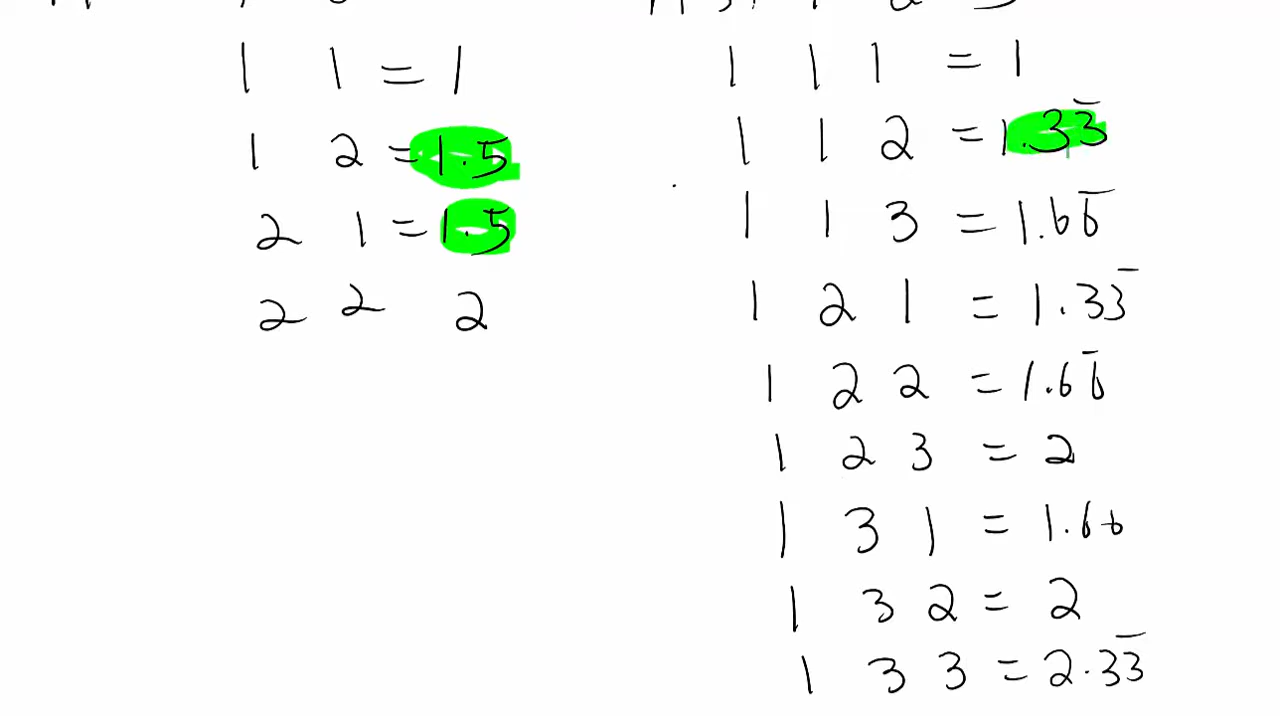 1 1 = 1
1 2 = 1.5
2 1 = 1.5
2 2 2
1 1 1 = 1
1 1 2 = 1.33̅
1 1 3 = 1.66̅
1 2 1 = 1.33̅
1 2 2 = 1.66̅
1 2 3 = 2
1 3 1 = 1.66
1 3 2 = 2
1 3 3 = 2.33̅